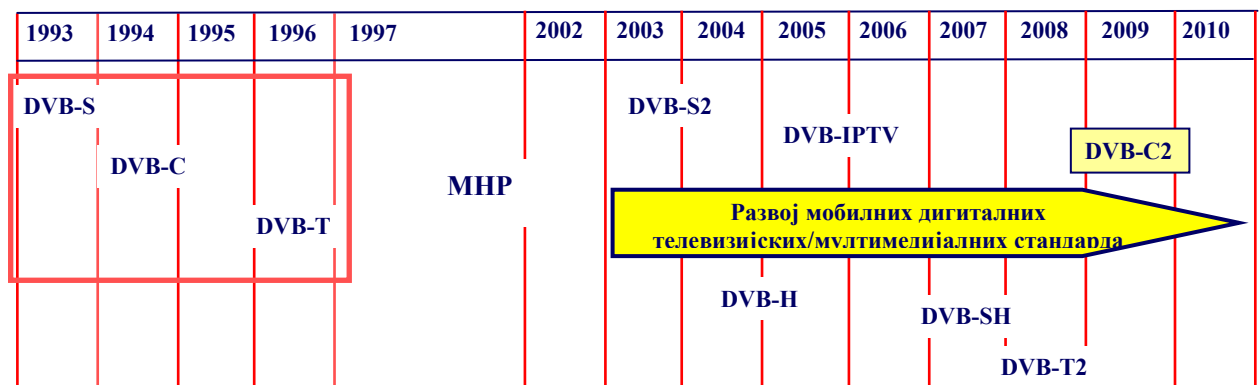 1993 1994 1995 1996 1997 2002 2003 2004 2005 2006 2007 2008 2009 2010
DVB-S
DVB-S2
DVB-IPTV
DVB-C2
DVB-C
MHP
DVB-T
Развој мобилних дигиталних
телевизијских/мултимедијалних стандарда
DVB-H
DVB-SH
DVB-T2